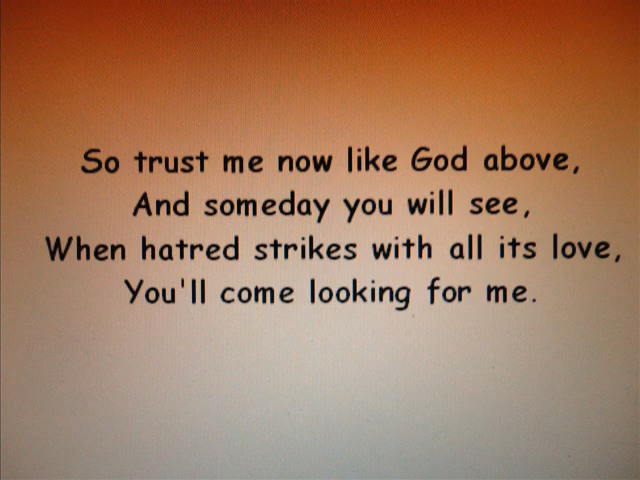 So trust me now like God above,
And someday you will see,
When hatred strikes with all its love,
You'll come looking for me.